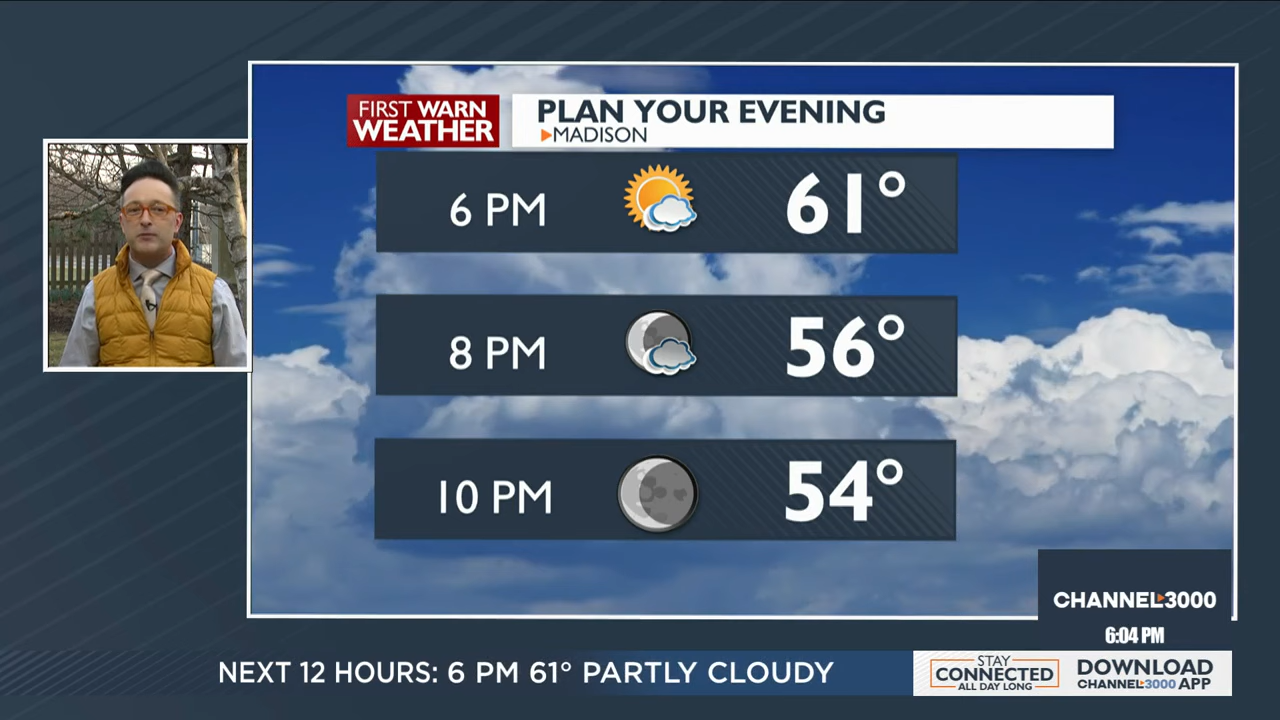 FIRST WARN
WEATHER
PLAN YOUR EVENING
MADISON
6 PM 61°
8 PM 56°
10 PM 54°
CHANNEL3000
6:04 PM
NEXT 12 HOURS: 6 PM 61° PARTLY CLOUDY
STAY
CONNECTED
ALL DAY LONG
DOWNLOAD
CHANNEL3000 APP